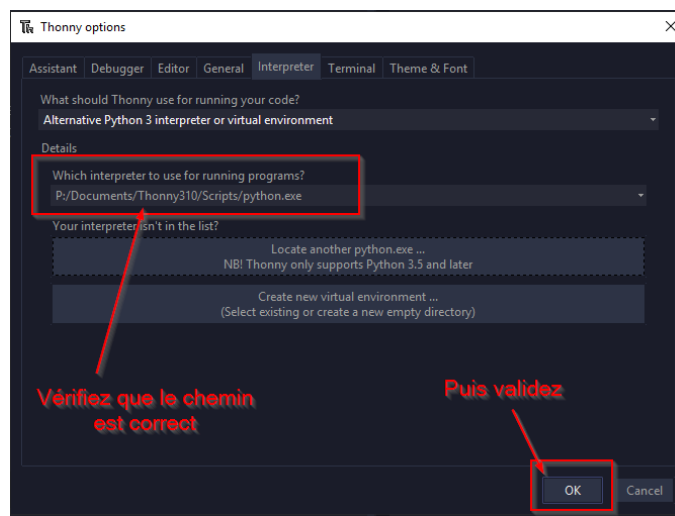 Thonny options
Assistant Debugger Editor General Interpreter Terminal Theme & Font
What should Thonny use for running your code?
Alternative Python 3 interpreter or virtual environment
Details
Which interpreter to use for running programs?
P:/Documents/Thonny310/Scripts/python.exe
Your interpreter isn't in the list?
Locate another python.exe ...
NB! Thonny only supports Python 3.5 and later
Create new virtual environment ...
(Select existing or create a new empty directory)
Vérifiez que le chemin
est correct
Puis validez
OK Cancel